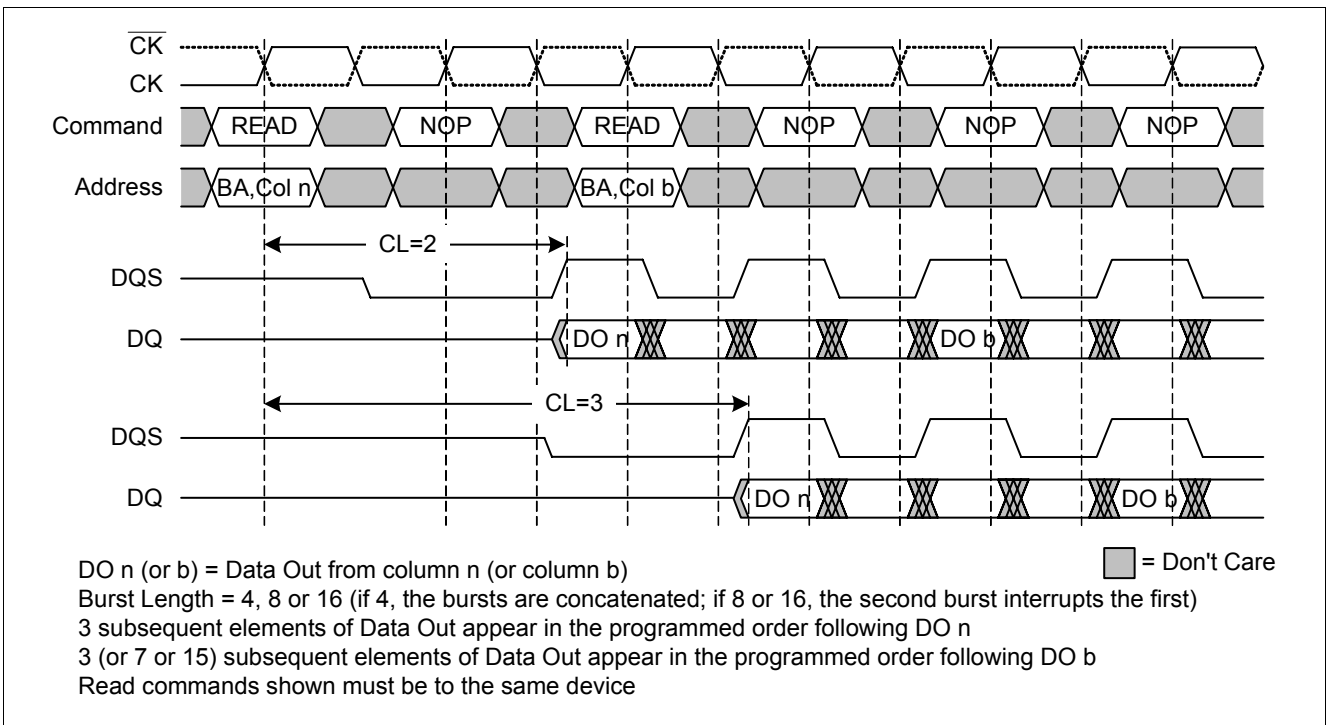 CK
CK
Command READ NOP READ NOP NOP NOP
Address BA,Col n BA,Col b
CL=2
DQS
DQ DO n DO b
CL=3
DQS
DQ DO n DO b
= Don't Care
DO n (or b) = Data Out from column n (or column b)
Burst Length = 4, 8 or 16 (if 4, the bursts are concatenated; if 8 or 16, the second burst interrupts the first)
3 subsequent elements of Data Out appear in the programmed order following DO n
3 (or 7 or 15) subsequent elements of Data Out appear in the programmed order following DO b
Read commands shown must be to the same device